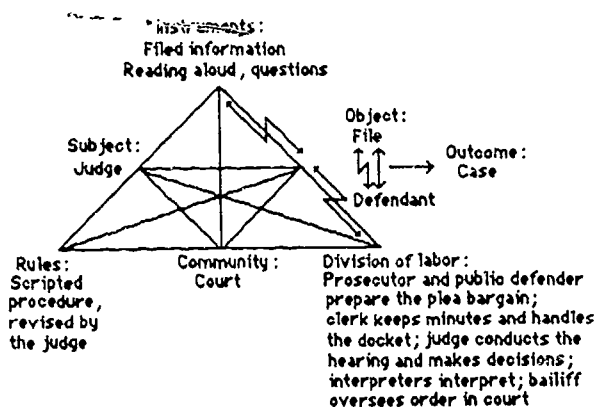 Instruments:
Filed information
Reading aloud, questions
Subject:
Judge
Object:
File
Defendant
Outcome:
Case
Rules:
Scripted
procedure,
revised by
the judge
Community:
Court
Division of labor:
Prosecutor and public defender
prepare the plea bargain;
clerk keeps minutes and handles
the docket; judge conducts the
hearing and makes decisions;
interpreters interpret; bailiff
oversees order in court